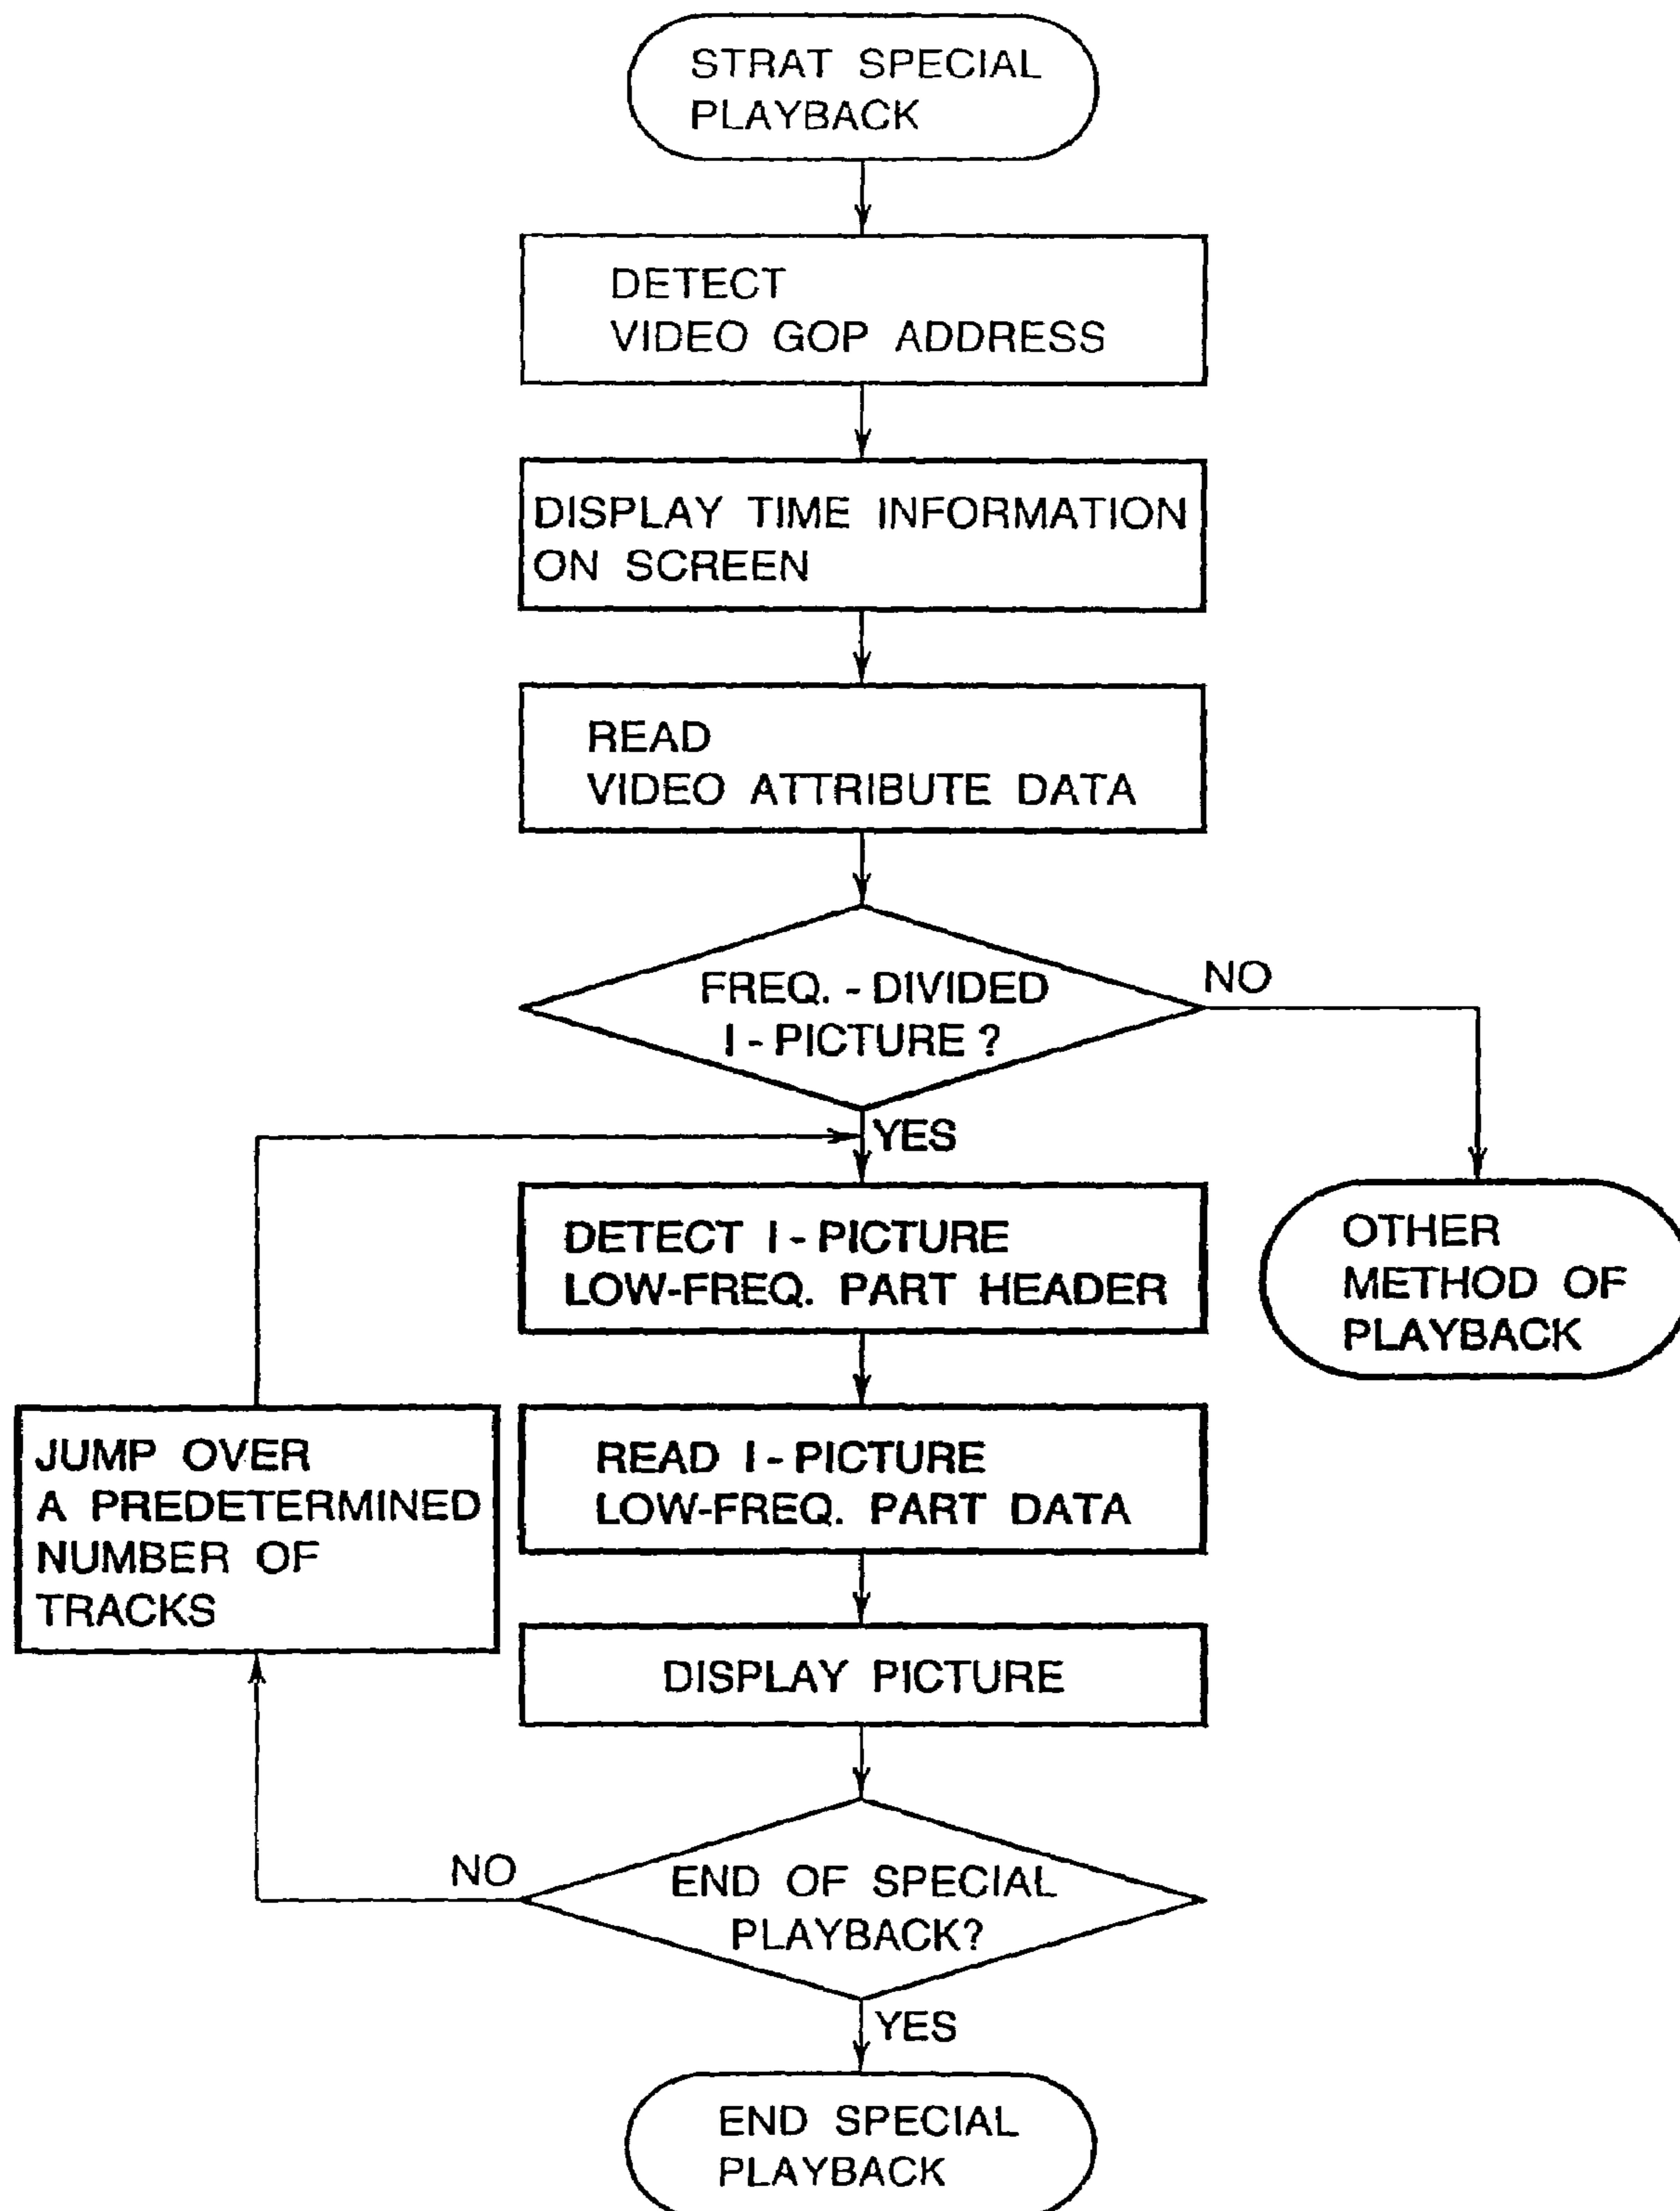 STRAT SPECIAL
PLAYBACK
DETECT
VIDEO GOP ADDRESS
DISPLAY TIME INFORMATION
ON SCREEN
READ
VIDEO ATTRIBUTE DATA
FREQ. - DIVIDED
I - PICTURE ?
NO
YES
DETECT I - PICTURE
LOW-FREQ. PART HEADER
OTHER
METHOD OF
PLAYBACK
JUMP OVER
A PREDETERMINED
NUMBER OF
TRACKS
READ I - PICTURE
LOW-FREQ. PART DATA
DISPLAY PICTURE
END OF SPECIAL
PLAYBACK?
NO
YES
END SPECIAL
PLAYBACK